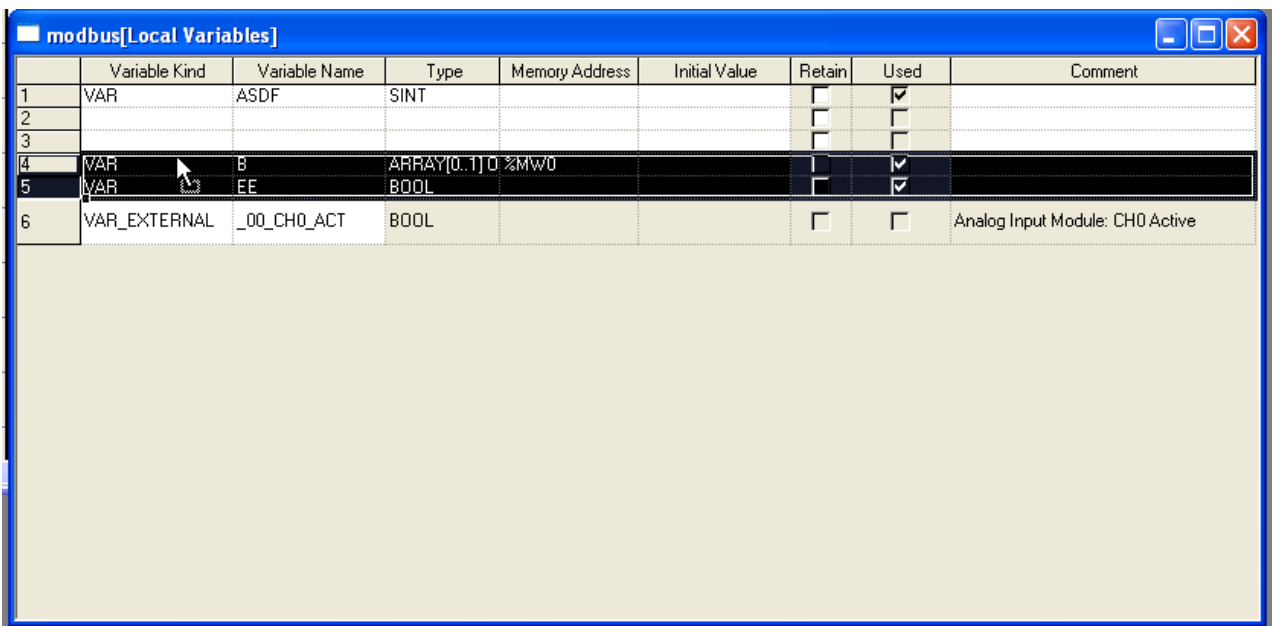 modbus[Local Variables]
Variable Kind Variable Name Type Memory Address Initial Value Retain Used Comment
1 VAR ASDF SINT
2
3
4 VAR B ARRAY[0..1] O %MW0
5 VAR EE BOOL
6 VAR_EXTERNAL _00_CH0_ACT BOOL Analog Input Module: CH0 Active